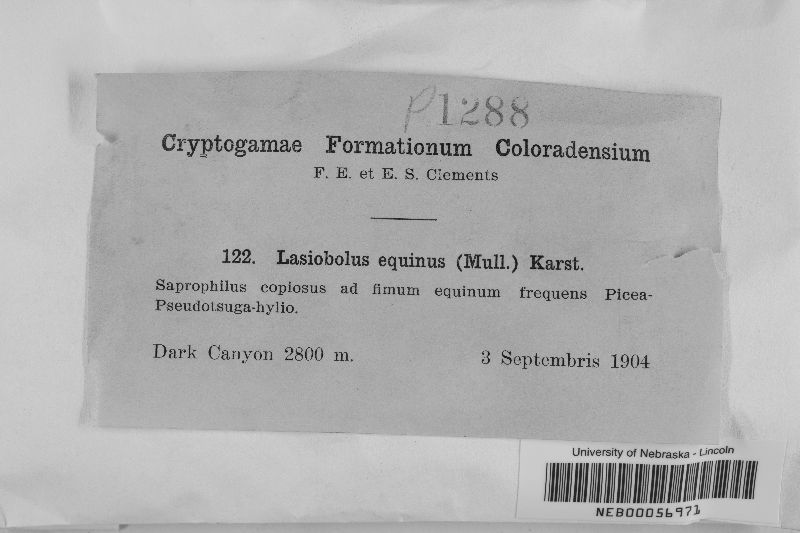 P1288
Cryptogamae Formationum Coloradensium
F. E. et E. S. Clements
122. Lasiobolus equinus (Mull.) Karst.
Saprophilus copiosus ad fimum equinum frequens Picea-
Pseudotsuga-hylio.
Dark Canyon 2800 m. 3 Septembris 1904
University of Nebraska - Lincoln
NEB00056971